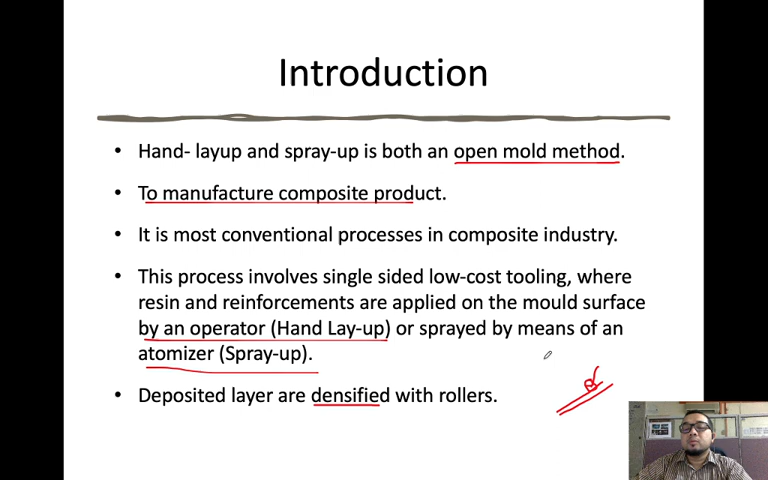 Introduction
• Hand- layup and spray-up is both an open mold method.
• To manufacture composite product.
• It is most conventional processes in composite industry.
• This process involves single sided low-cost tooling, where
resin and reinforcements are applied on the mould surface
by an operator (Hand Lay-up) or sprayed by means of an
atomizer (Spray-up).
• Deposited layer are densified with rollers.